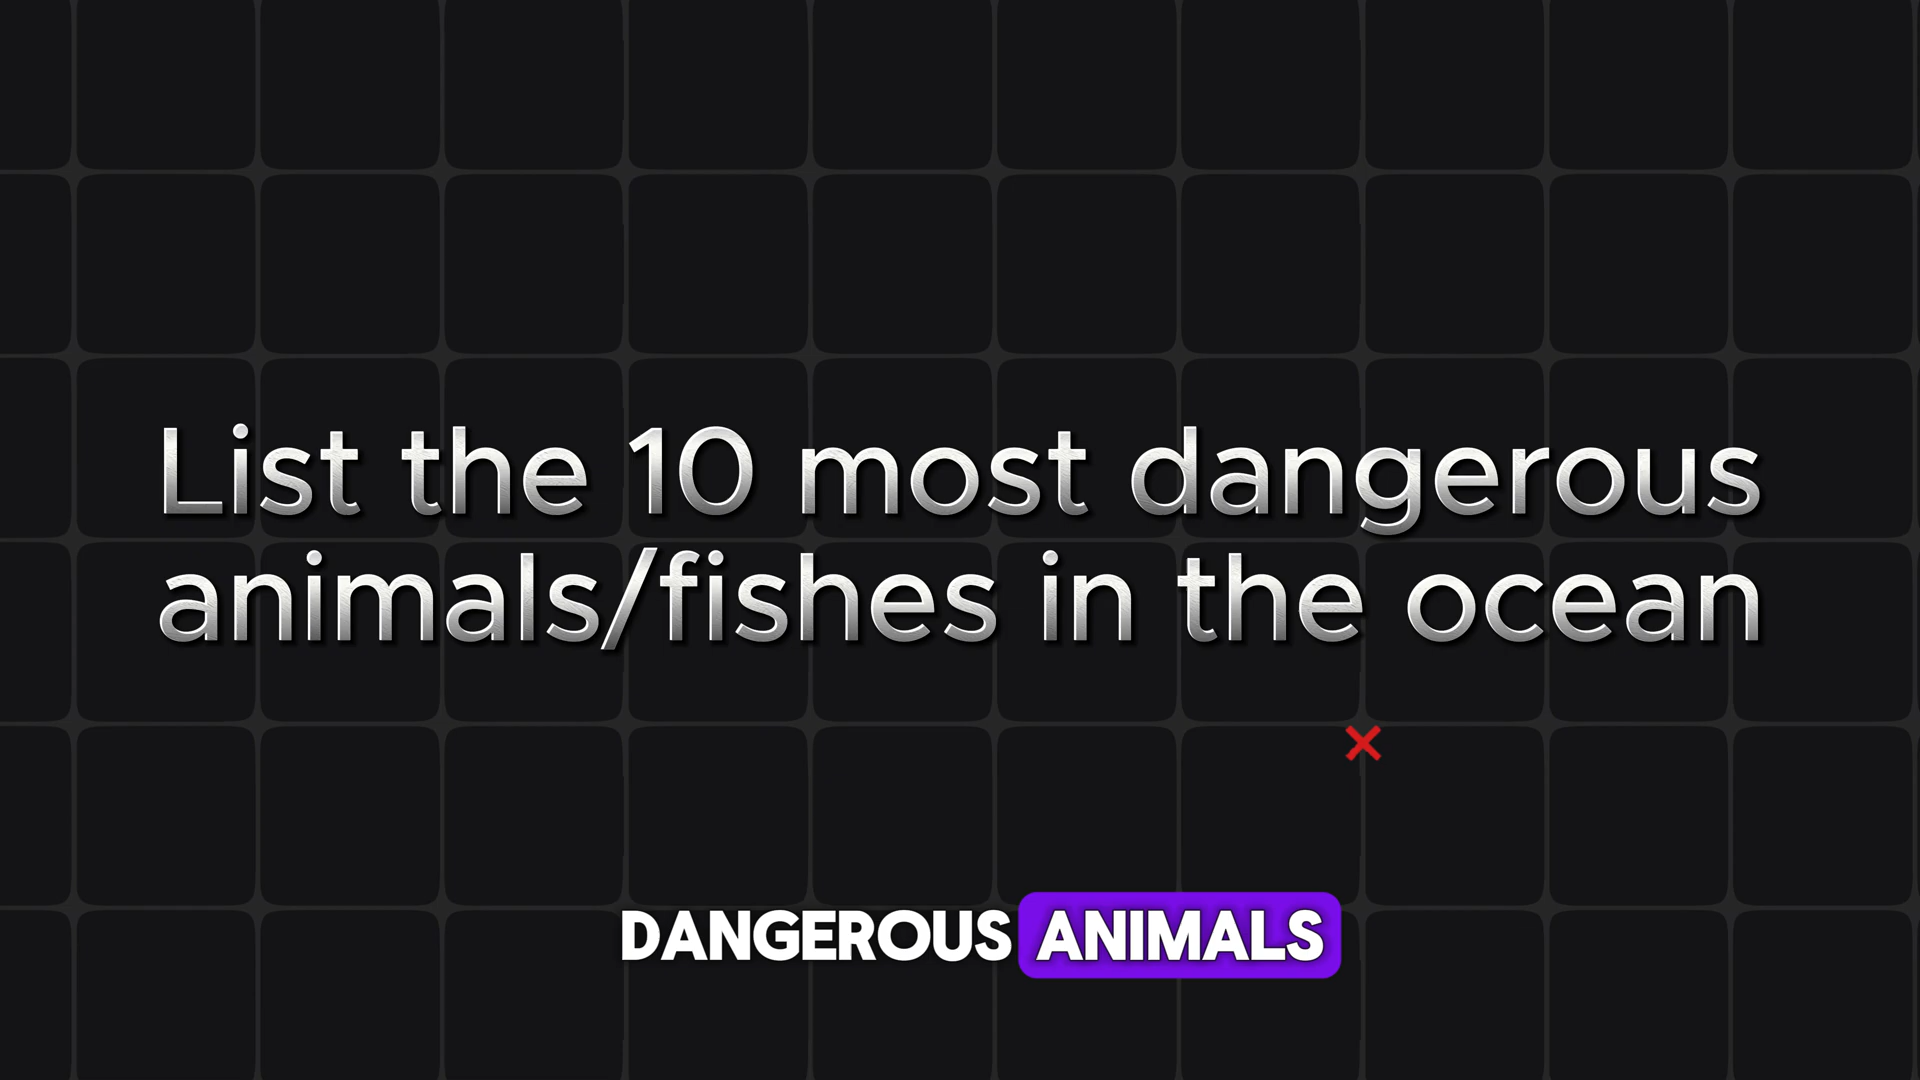 List the 10 most dangerous
animals/fishes in the ocean
DANGEROUS ANIMALS